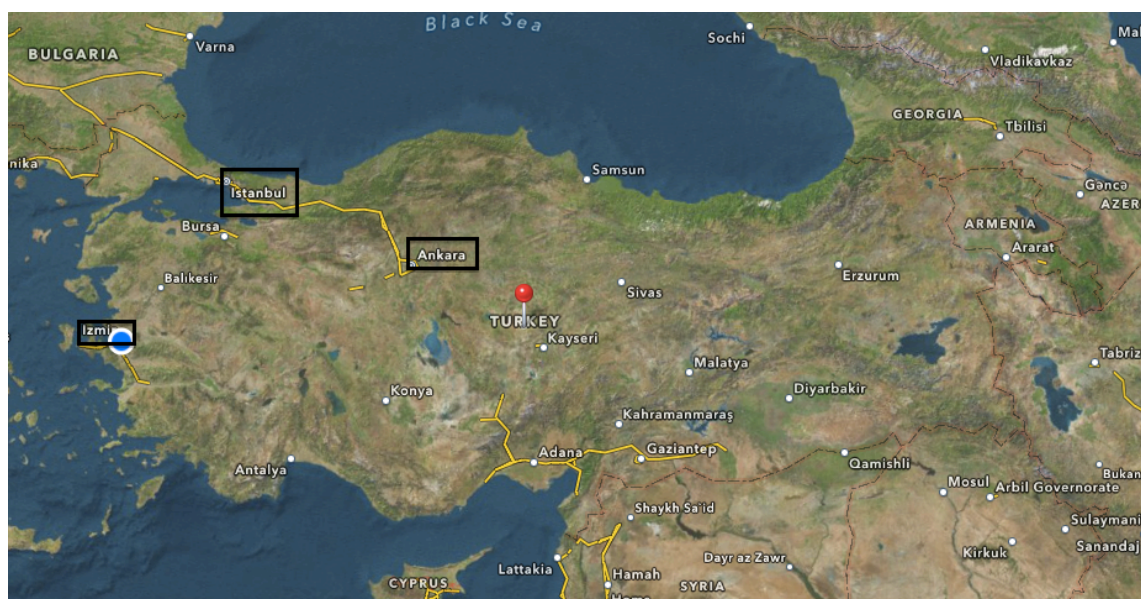 Black Sea
Sochi
Varna
BULGARIA
Vladikavkaz
GEORGIA
Tbilisi
nika
Samsun
Istanbul
Gəncə
AZER
Bursa
ARMENIA
Ankara
Ararat
Balıkesir
Erzurum
Sivas
TURKEY
Kayseri
Izmir
Tabriz
Malatya
Konya
Diyarbakir
Kahramanmaraş
Adana
Gaziantep
Antalya
Qamishli
Bukan
Mosul
Arbil Governorate
Shaykh Sa'id
Sulaymani
Kirkuk
Sanandaj
Lattakia
Dayr az Zawr
CYPRUS
Hamah
SYRIA